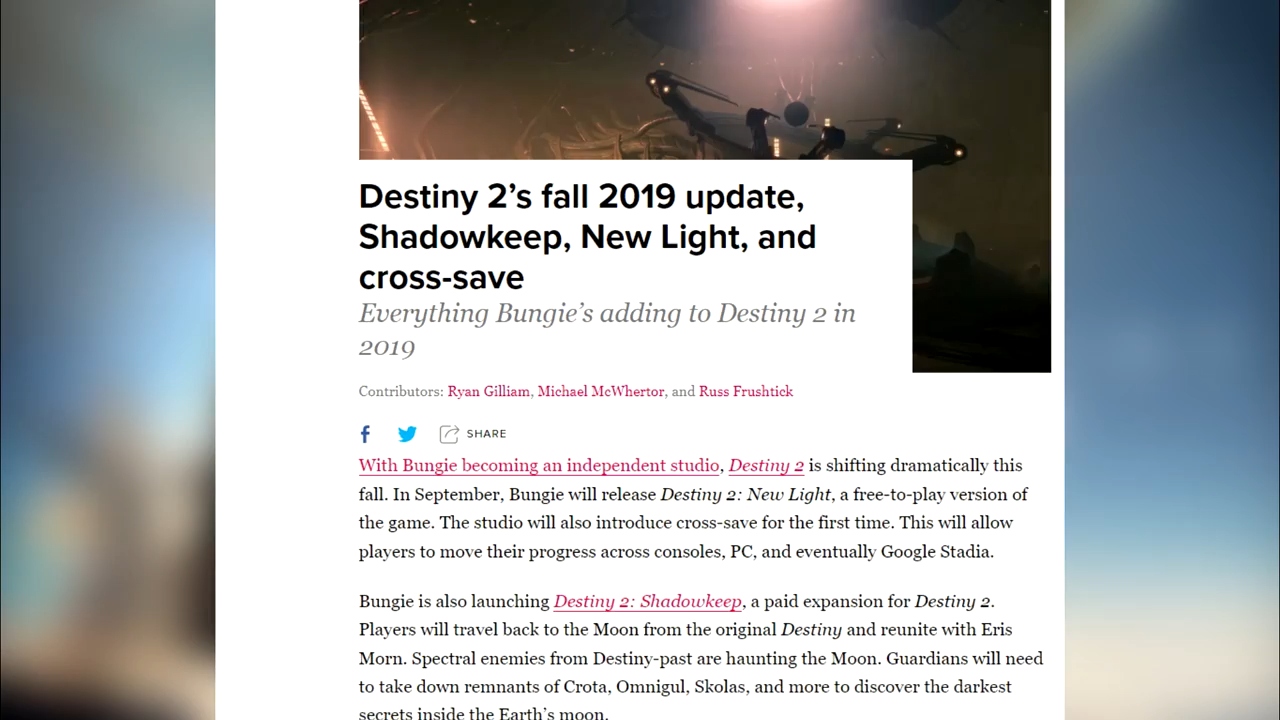 Destiny 2’s fall 2019 update,
Shadowkeep, New Light, and
cross-save
Everything Bungie’s adding to Destiny 2 in
2019
Contributors: Ryan Gilliam, Michael McWhertor, and Russ Frushtick
SHARE
With Bungie becoming an independent studio, Destiny 2 is shifting dramatically this
fall. In September, Bungie will release Destiny 2: New Light, a free-to-play version of
the game. The studio will also introduce cross-save for the first time. This will allow
players to move their progress across consoles, PC, and eventually Google Stadia.
Bungie is also launching Destiny 2: Shadowkeep, a paid expansion for Destiny 2.
Players will travel back to the Moon from the original Destiny and reunite with Eris
Morn. Spectral enemies from Destiny-past are haunting the Moon. Guardians will need
to take down remnants of Crota, Omnigul, Skolas, and more to discover the darkest
secrets inside the Earth’s moon.